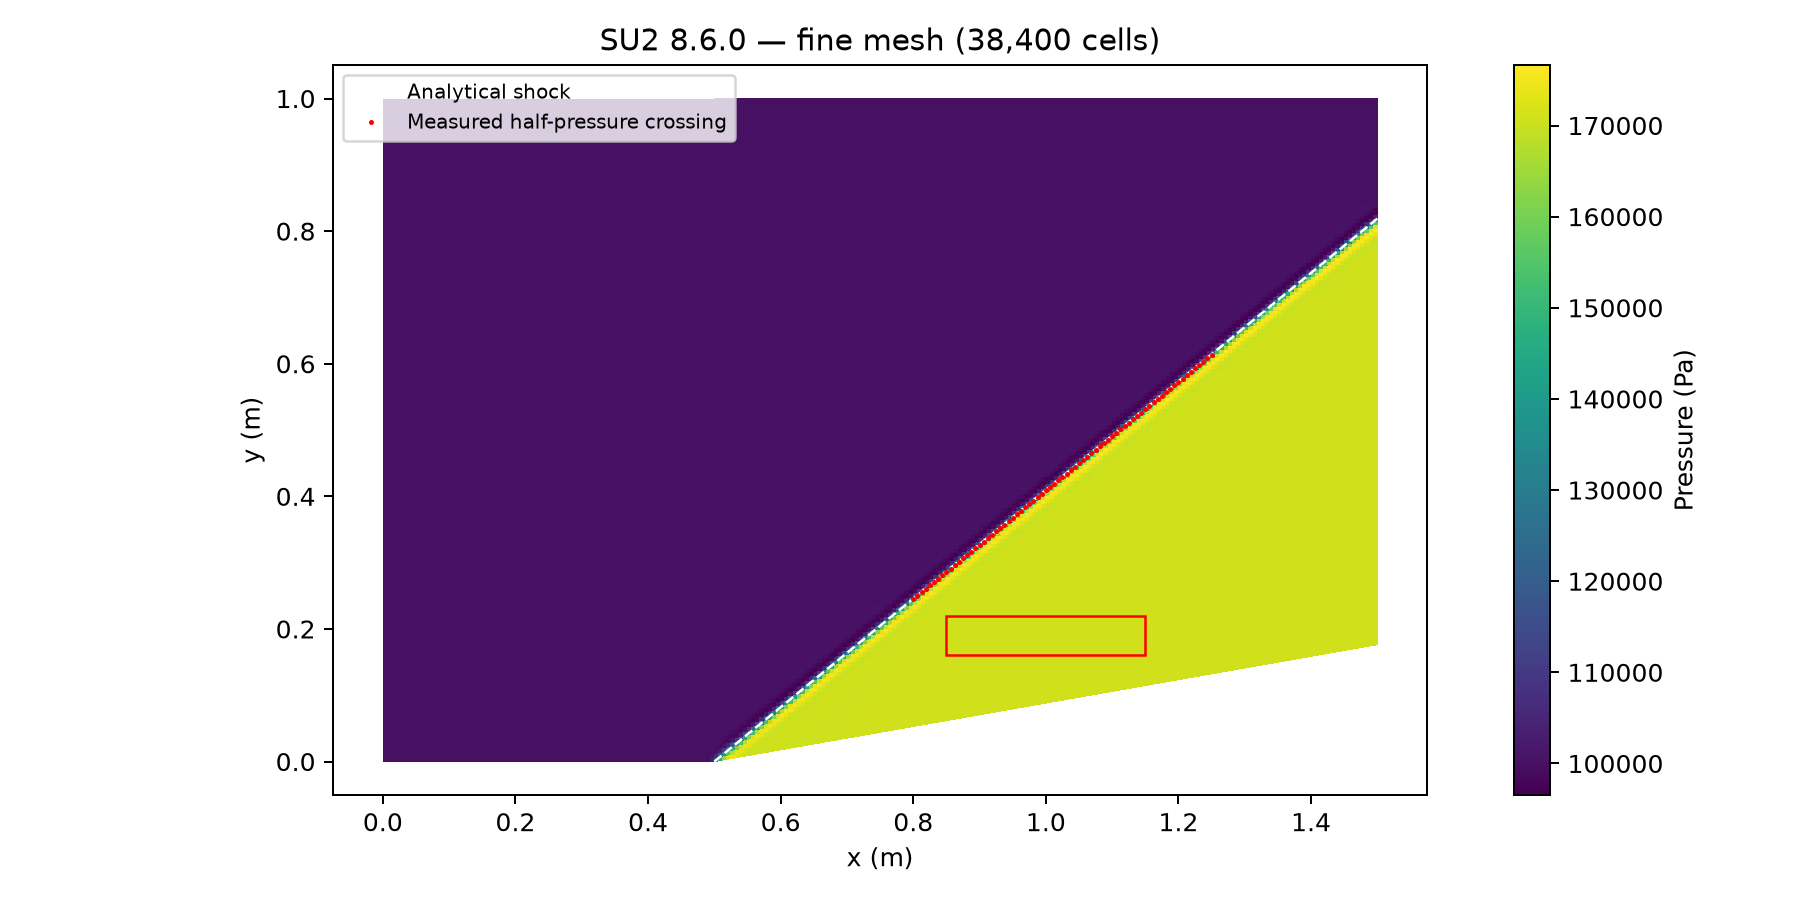 SU2 8.6.0 — fine mesh (38,400 cells)
Analytical shock
Measured half-pressure crossing
1.0
0.8
0.6
0.4
0.2
0.0
y (m)
0.0 0.2 0.4 0.6 0.8 1.0 1.2 1.4
x (m)
170000
160000
150000
140000
130000
120000
110000
100000
Pressure (Pa)